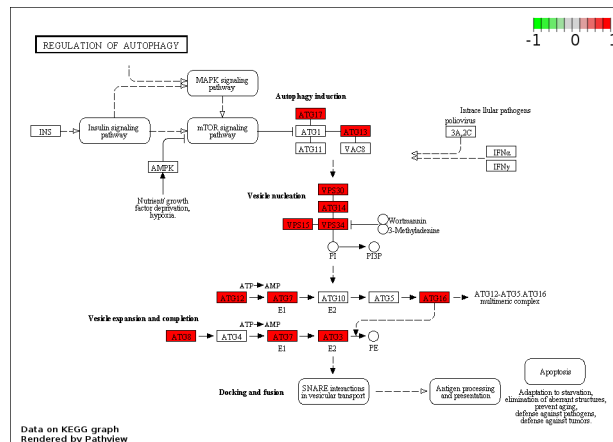 REGULATION OF AUTOPHAGY
-1 0 1
MAPK signaling
pathway
Autophagy induction
ATG17
INS
Insulin signaling
pathway
mTOR signaling
pathway
ATG1
ATG13
ATG11
VAC8
Intrace llular pathogens
poliovirus
3A,2C
IFNα
IFNγ
AMPK
Nutrient/ growth
factor deprivation,
hypoxia.
Vesicle nucleation
VPS30
ATG14
VPS15
VPS34
Wortmannin
3-Methyladenine
PI
PI3P
ATP AMP
ATG12
ATG7
ATG10
ATG5
ATG16
ATG12-ATG5.ATG16
multimeric complex
E1
E2
Vesicle expansion and completion
ATP AMP
ATG8
ATG4
ATG7
ATG3
PE
E1
E2
Docking and fusion
SNARE interactions
in vesicular transport
Antigen processing
and presentation
Apoptosis
Adaptation to starvation,
elimination of aberrant structures,
prevent aging,
defense against pathogens,
defense against tumors.
Data on KEGG graph
Rendered by Pathview